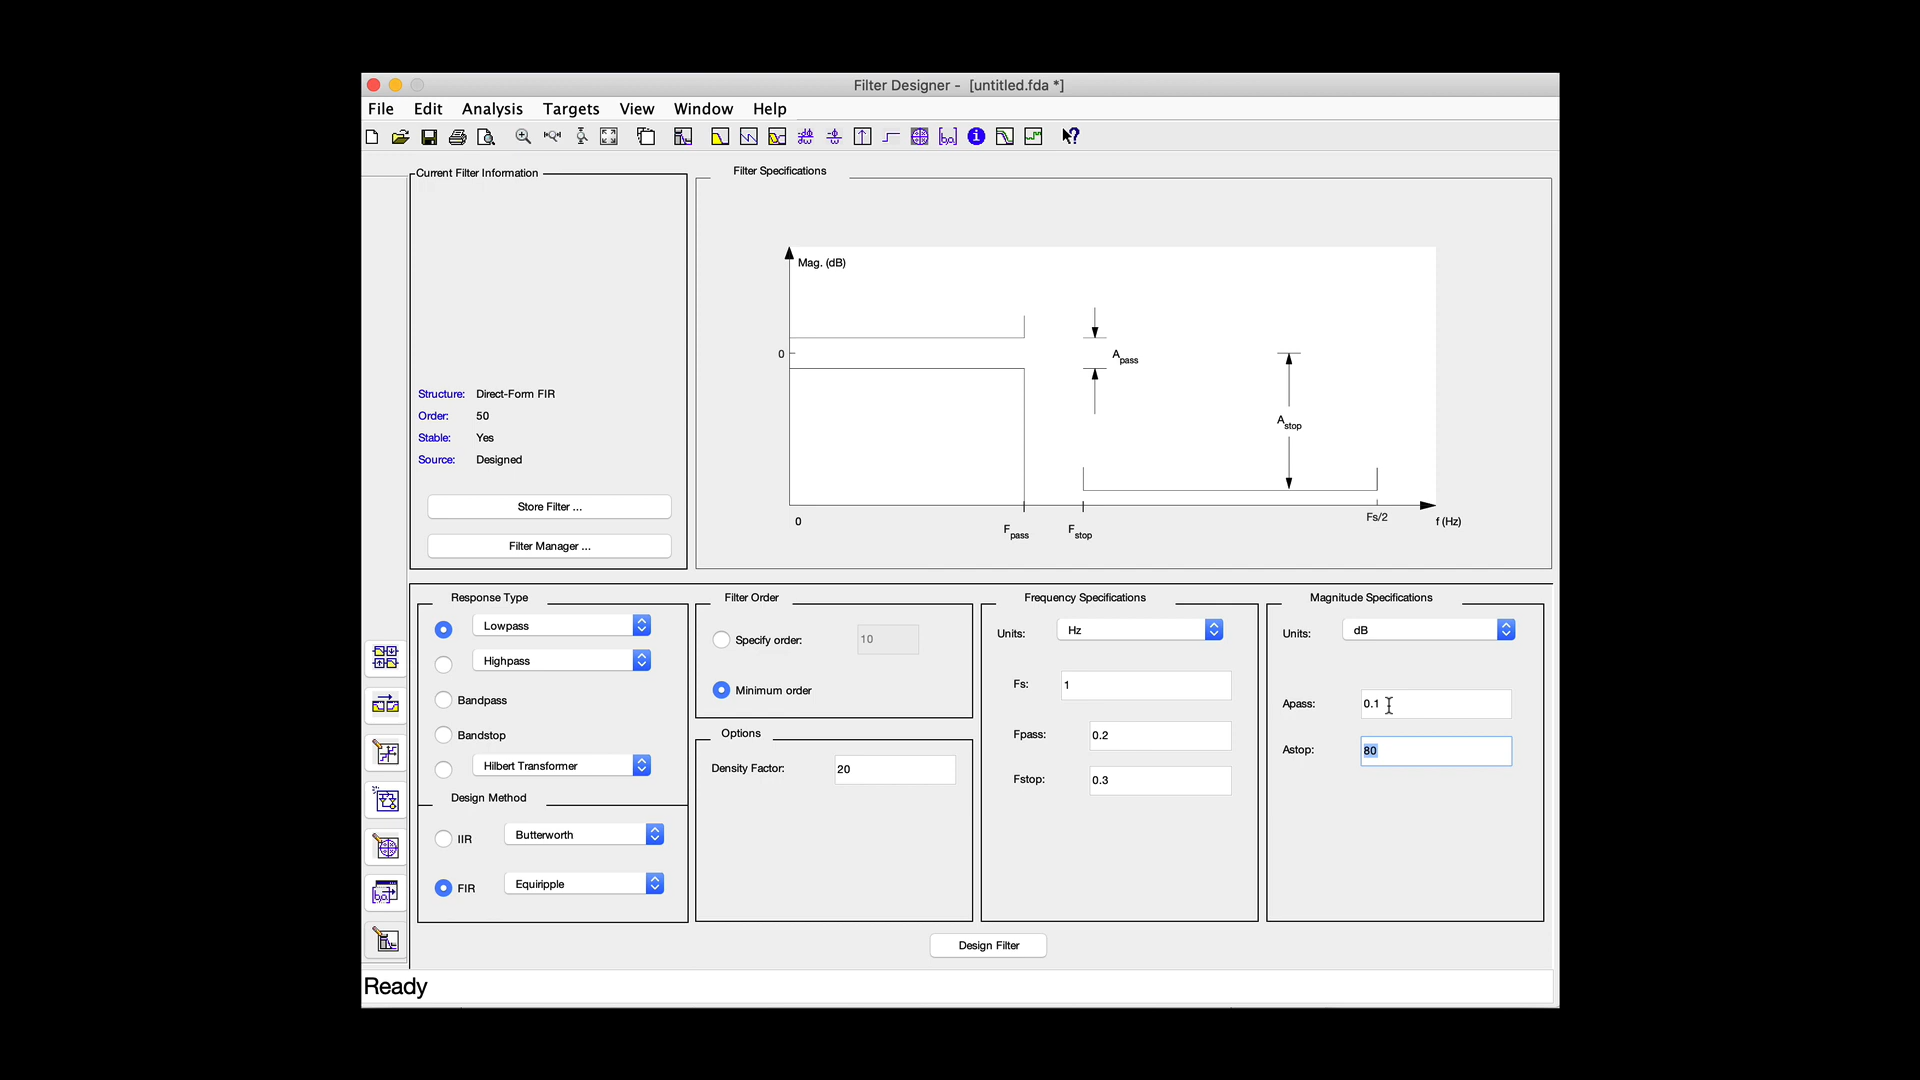 Filter Designer - [untitled.fda *]
File Edit Analysis Targets View Window Help
Current Filter Information
Structure: Direct-Form FIR
Order: 50
Stable: Yes
Source: Designed
Store Filter ...
Filter Manager ...
Filter Specifications
Mag. (dB)
0
Apass
Astop
0
Fpass
Fstop
Fs/2
f (Hz)
Response Type
Lowpass
Highpass
Bandpass
Bandstop
Hilbert Transformer
Design Method
IIR Butterworth
FIR Equiripple
Filter Order
Specify order: 10
Minimum order
Options
Density Factor: 20
Frequency Specifications
Units: Hz
Fs: 1
Fpass: 0.2
Fstop: 0.3
Magnitude Specifications
Units: dB
Apass: 0.1
Astop: 80
Design Filter
Ready